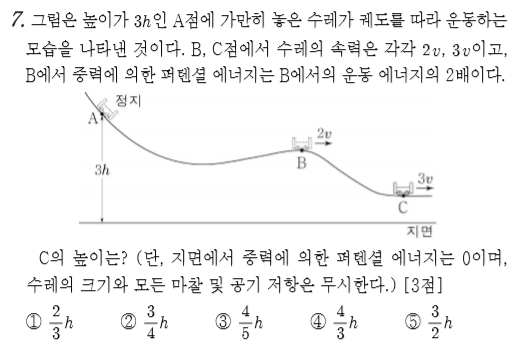 7. 그림은 높이가 3h인 A점에 가만히 놓은 수레가 궤도를 따라 운동하는
모습을 나타낸 것이다. B, C점에서 수레의 속력은 각각 2v, 3v이고,
B에서 중력에 의한 퍼텐셜 에너지는 B에서의 운동 에너지의 2배이다.
정지
A
2v
B
3h
3v
C
지면
C의 높이는? (단, 지면에서 중력에 의한 퍼텐셜 에너지는 0이며,
수레의 크기와 모든 마찰 및 공기 저항은 무시한다.) [3점]
① 2/3 h ② 3/4 h ③ 4/5 h ④ 4/3 h ⑤ 3/2 h